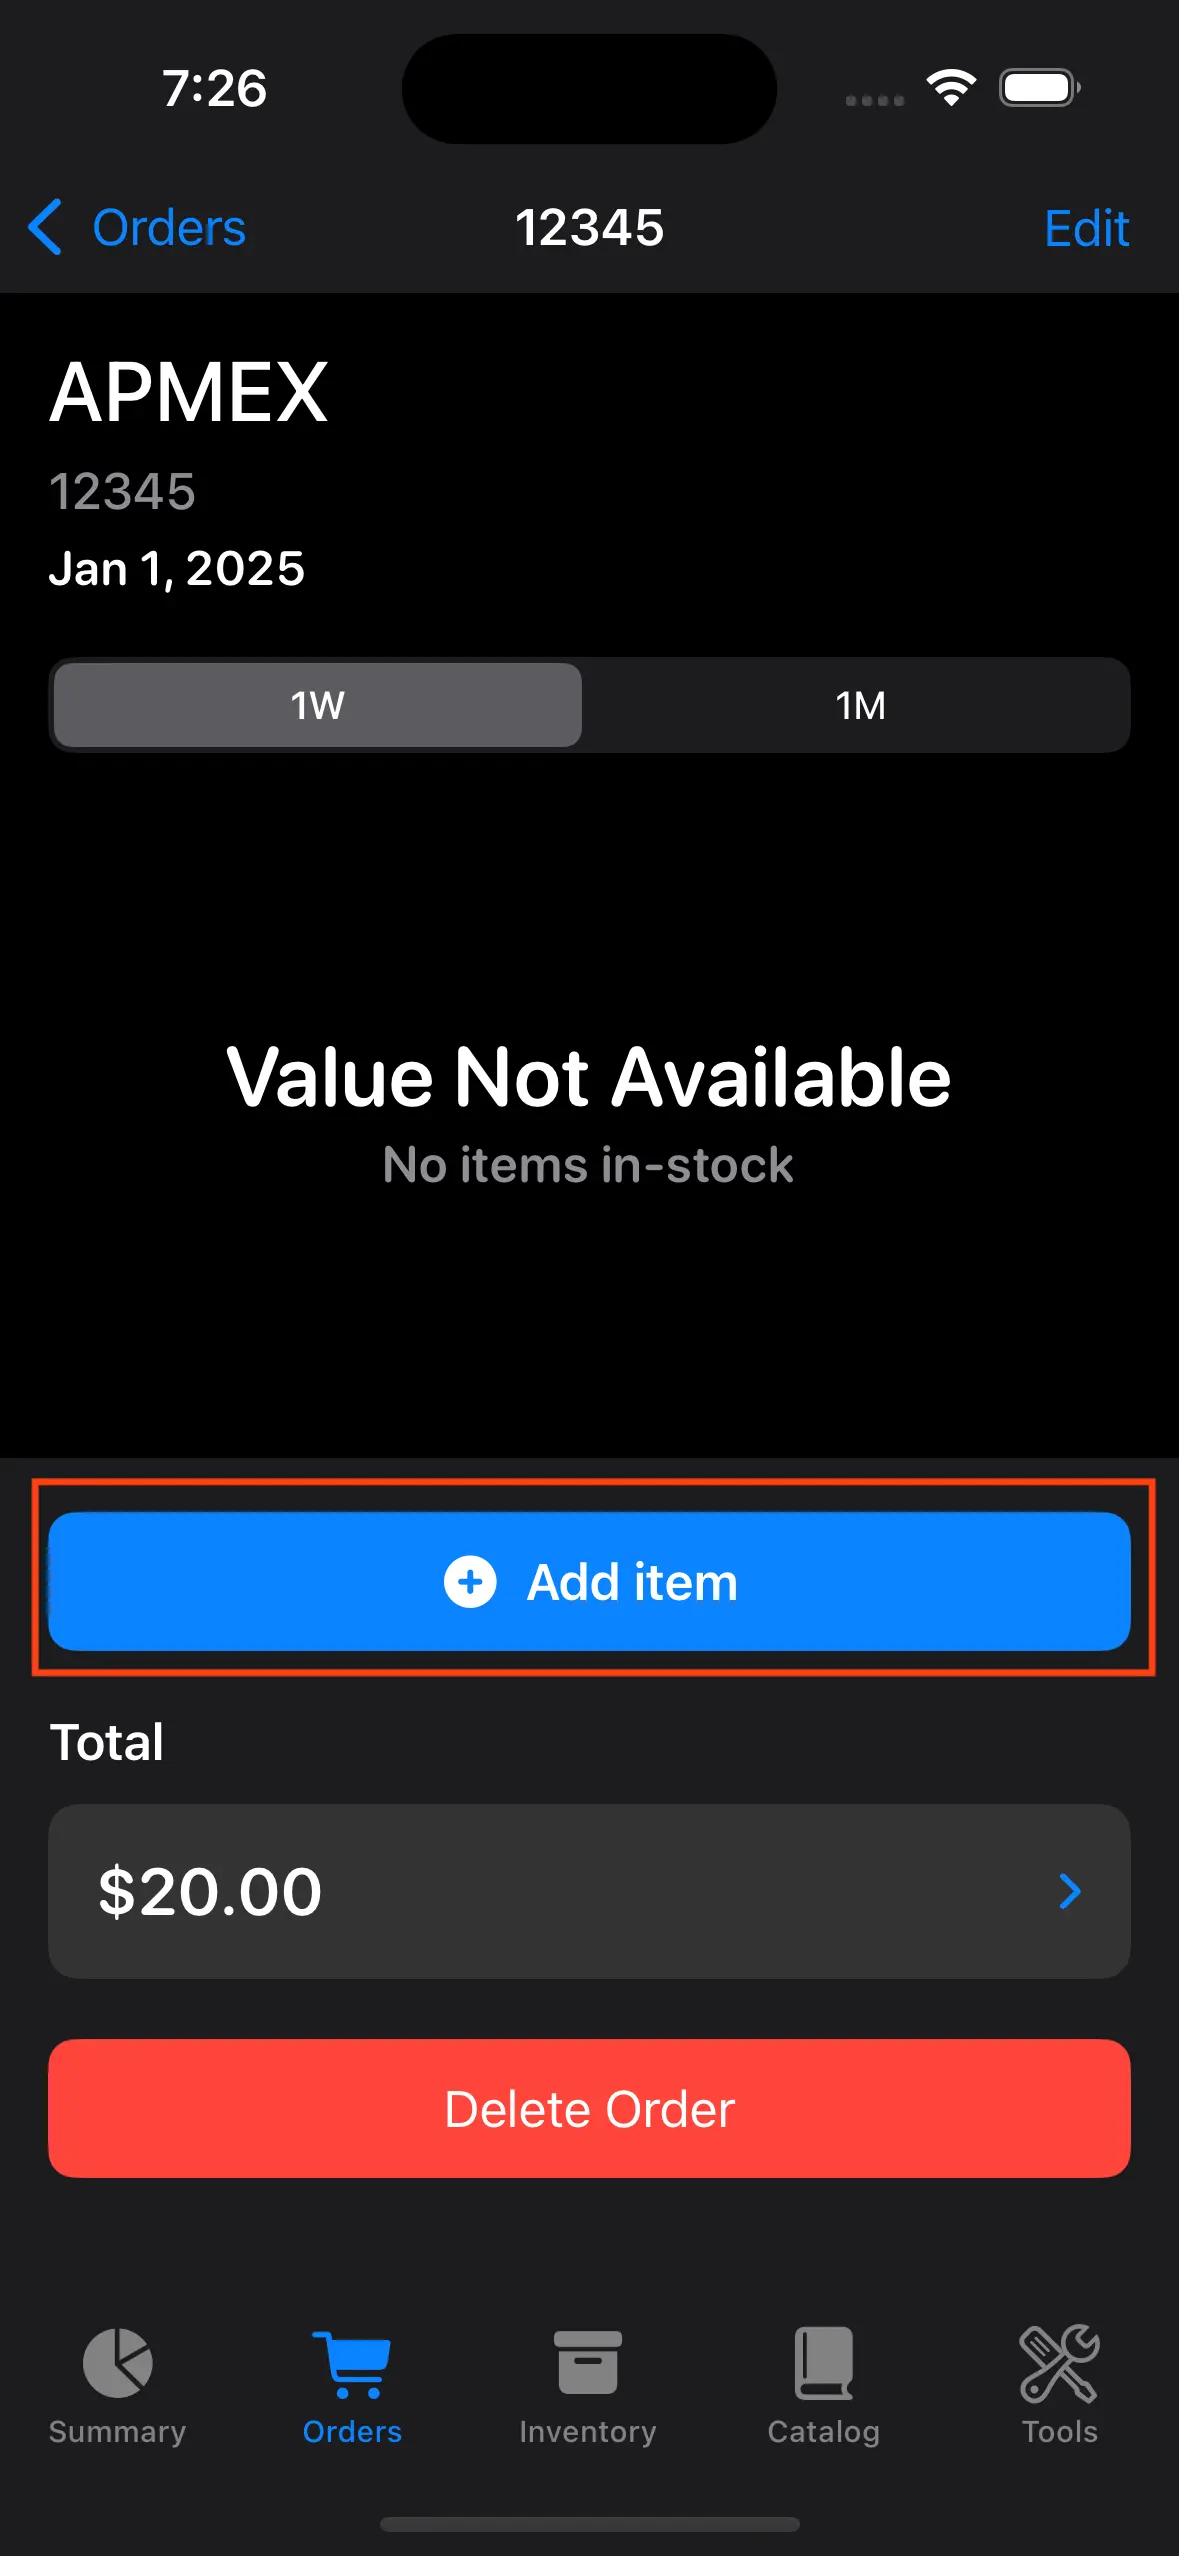 7:26
Orders
12345
Edit
APMEX
12345
Jan 1, 2025
1W
1M
Value Not Available
No items in-stock
Add item
Total
$20.00
Delete Order
Summary
Orders
Inventory
Catalog
Tools